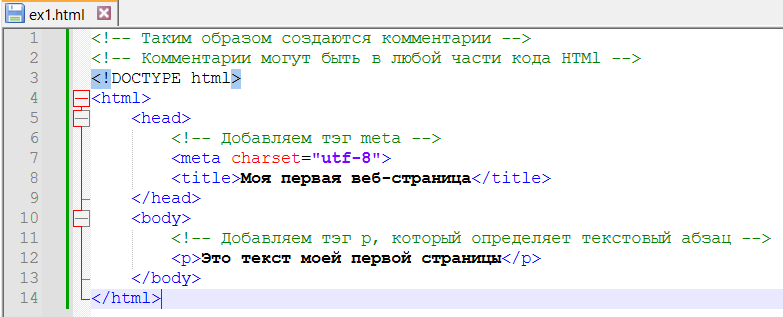 ex1.html
1 <!-- Таким образом создаются комментарии -->
2 <!-- Комментарии могут быть в любой части кода HTMl -->
3 <!DOCTYPE html>
4 <html>
5 <head>
6 <!-- Добавляем тэг meta -->
7 <meta charset="utf-8">
8 <title>Моя первая веб-страница</title>
9 </head>
10 <body>
11 <!-- Добавляем тэг p, который определяет текстовый абзац -->
12 <p>Это текст моей первой страницы</p>
13 </body>
14 </html>